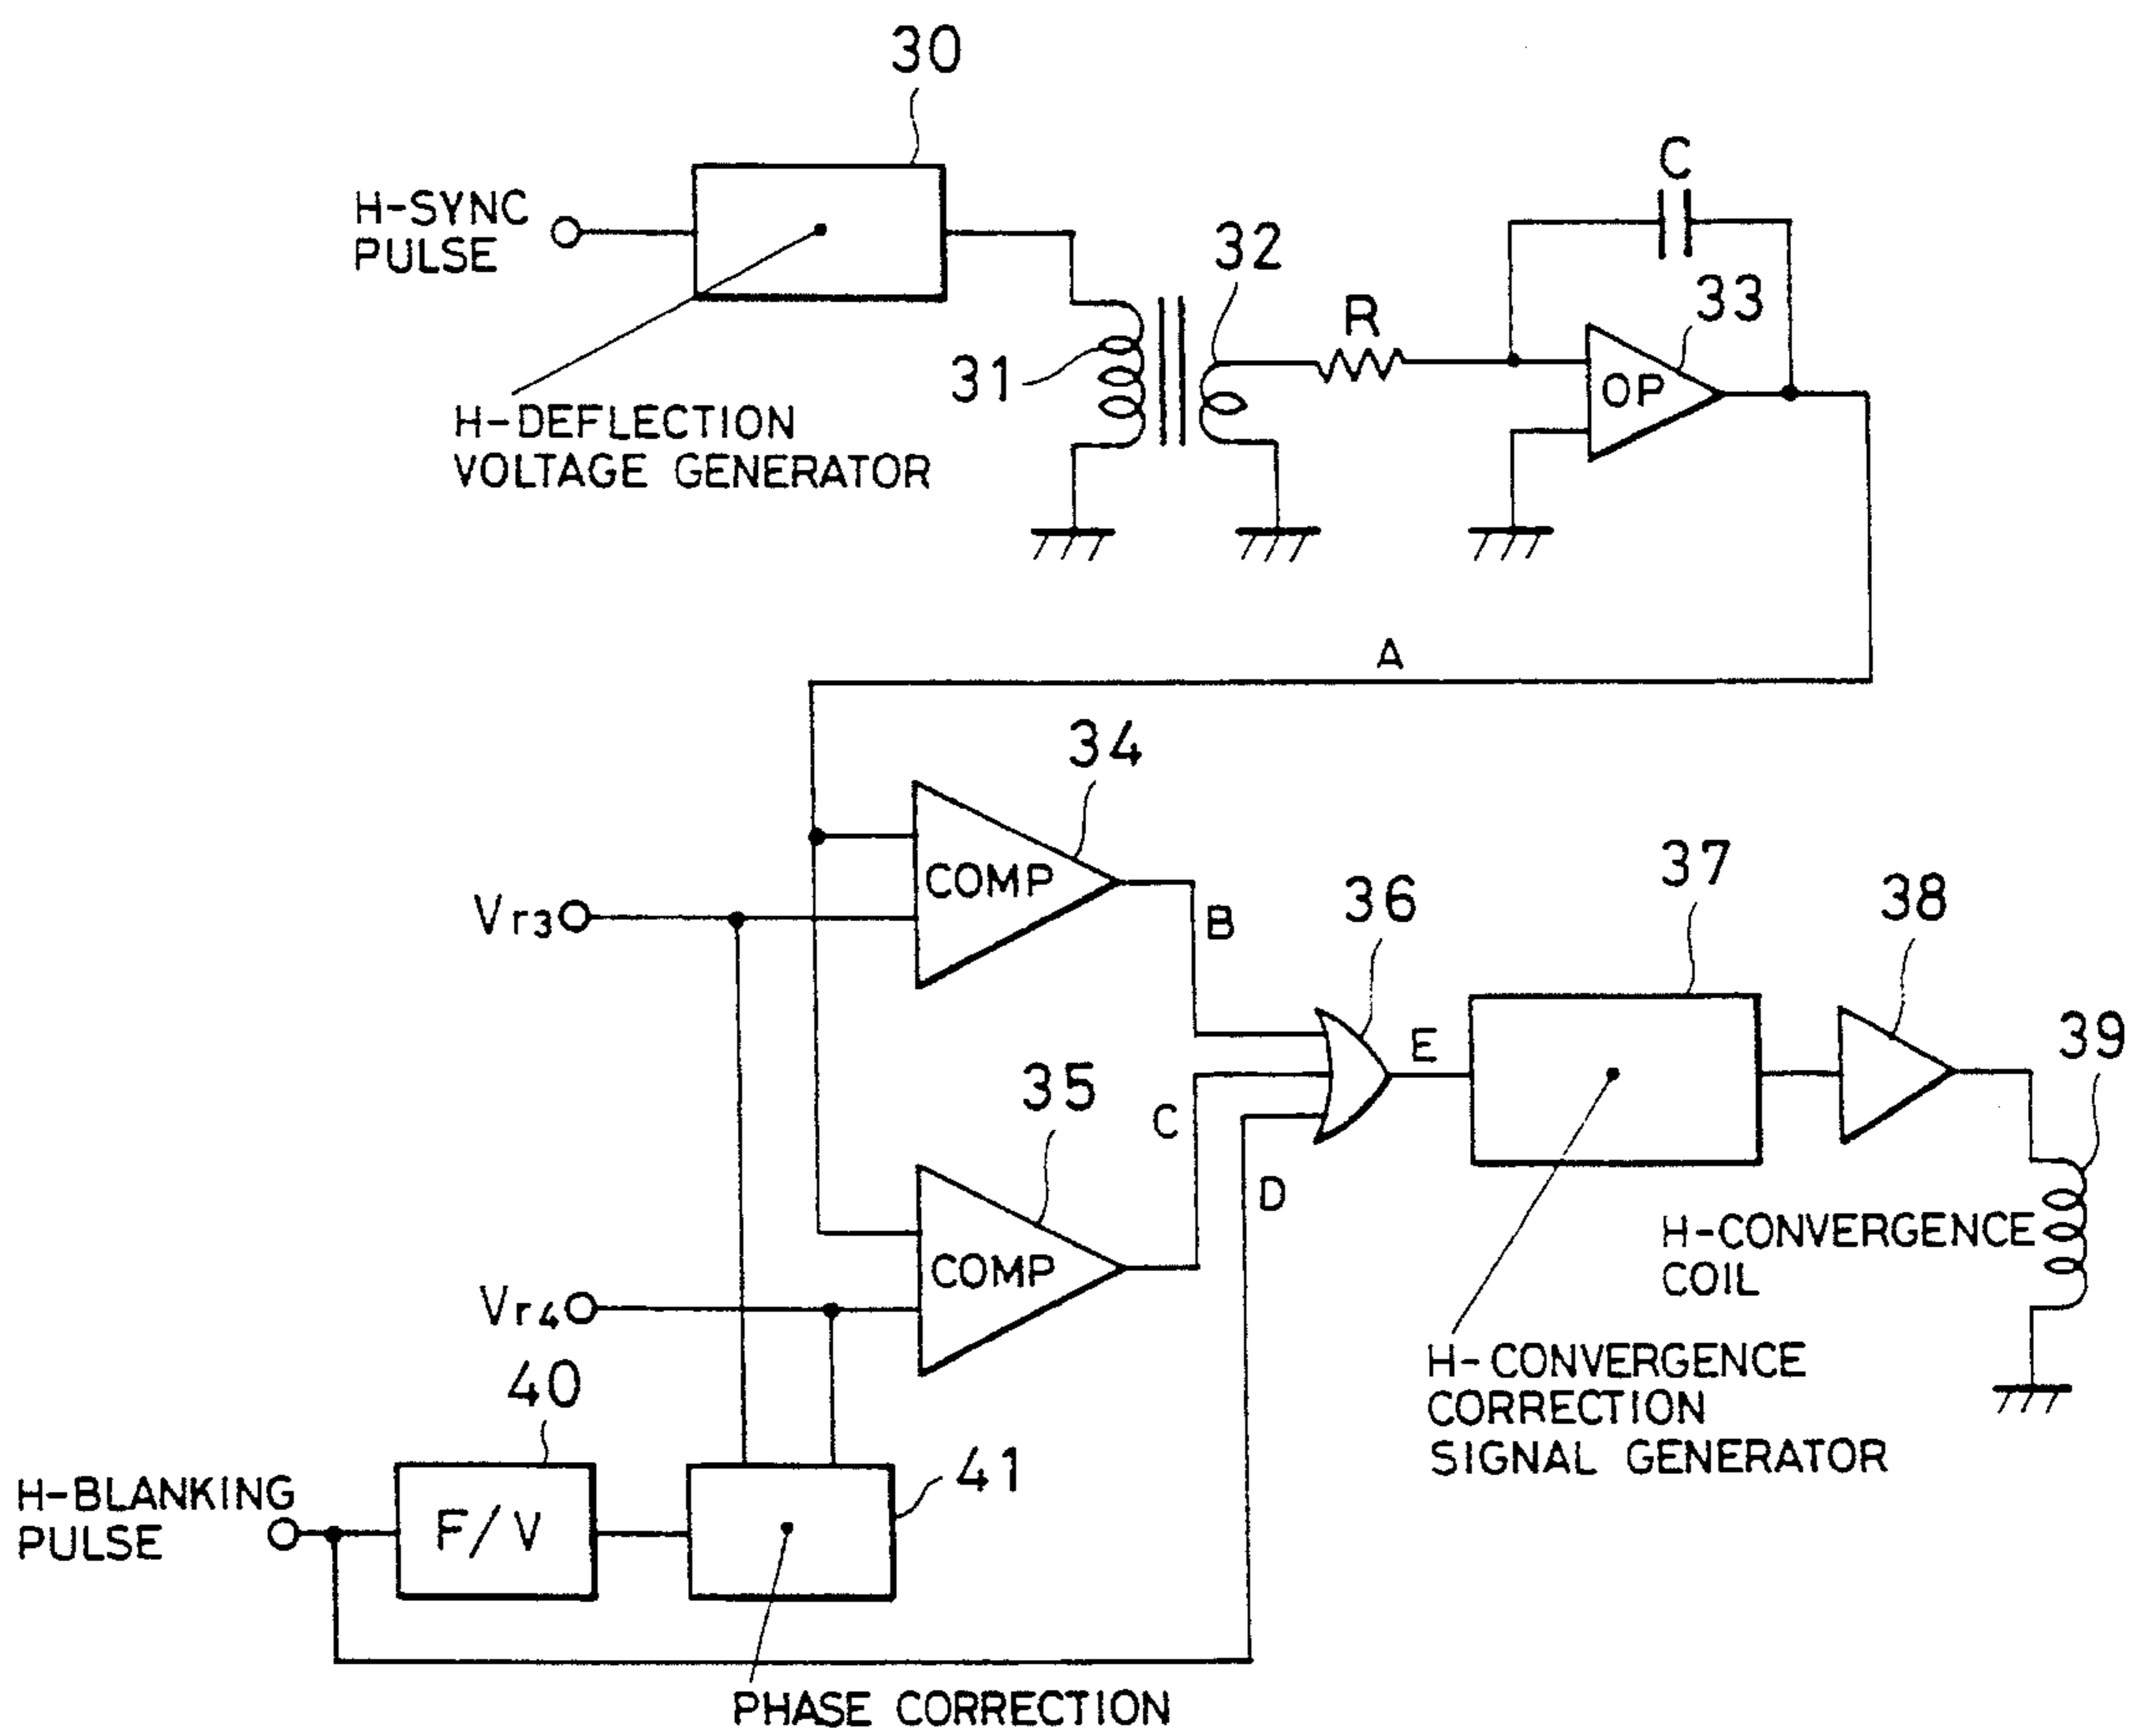 30
H-SYNC
PULSE
C
32
R
33
31
OP
H-DEFLECTION
VOLTAGE GENERATOR
A
34
COMP
37
36
38
Vr3
B
E
39
35
C
D
COMP
H-CONVERGENCE
COIL
Vr4
40
H-CONVERGENCE
CORRECTION
SIGNAL GENERATOR
41
H-BLANKING
PULSE
F/V
PHASE CORRECTION